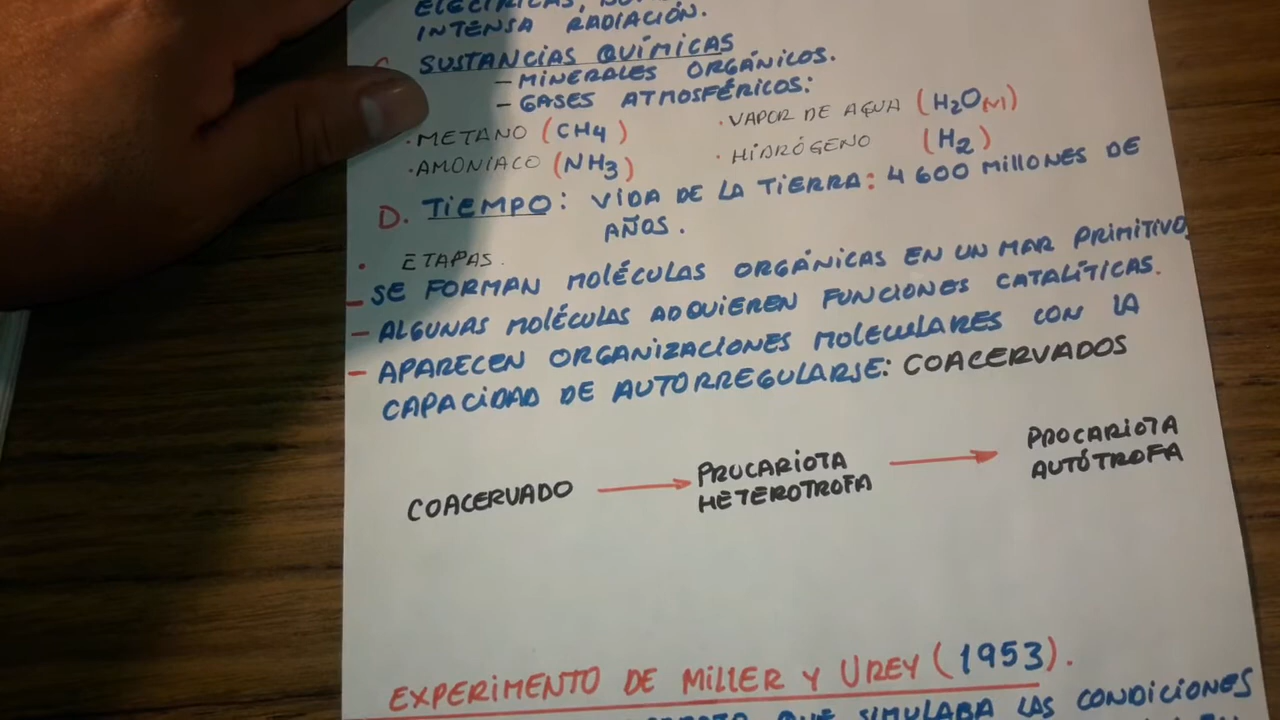 ELÉCTRICAS,
INTENSA RADIACIÓN.
C. SUSTANCIAS QUÍMICAS
- MINERALES ORGÁNICOS.
- GASES ATMOSFÉRICOS:
· METANO (CH4) · VAPOR DE AGUA (H2O(v))
· AMONIACO (NH3) · HIDRÓGENO (H2)
D. TIEMPO: VIDA DE LA TIERRA: 4 600 MILLONES DE
AÑOS.
· ETAPAS.
- SE FORMAN MOLÉCULAS ORGÁNICAS EN UN MAR PRIMITIVO.
- ALGUNAS MOLÉCULAS ADQUIEREN FUNCIONES CATALÍTICAS.
- APARECEN ORGANIZACIONES MOLECULARES CON LA
CAPACIDAD DE AUTORREGULARSE: COACERVADOS
COACERVADO → PROCARIOTA HETEROTROFA → PROCARIOTA AUTÓTROFA
EXPERIMENTO DE MILLER Y UREY (1953).
QUE SIMULABA LAS CONDICIONES